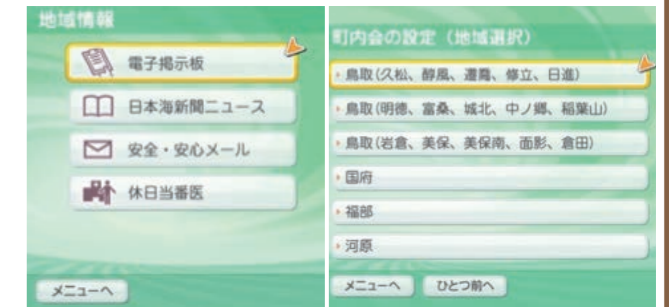 地域情報
電子掲示板
日本海新聞ニュース
安全・安心メール
休日当番医
メニューへ
町内会の設定（地域選択）
鳥取(久松、醇風、遷喬、修立、日進)
鳥取(明徳、富桑、城北、中ノ郷、稲葉山)
鳥取(岩倉、美保、美保南、面影、倉田)
国府
福部
河原
メニューへ
ひとつ前へ